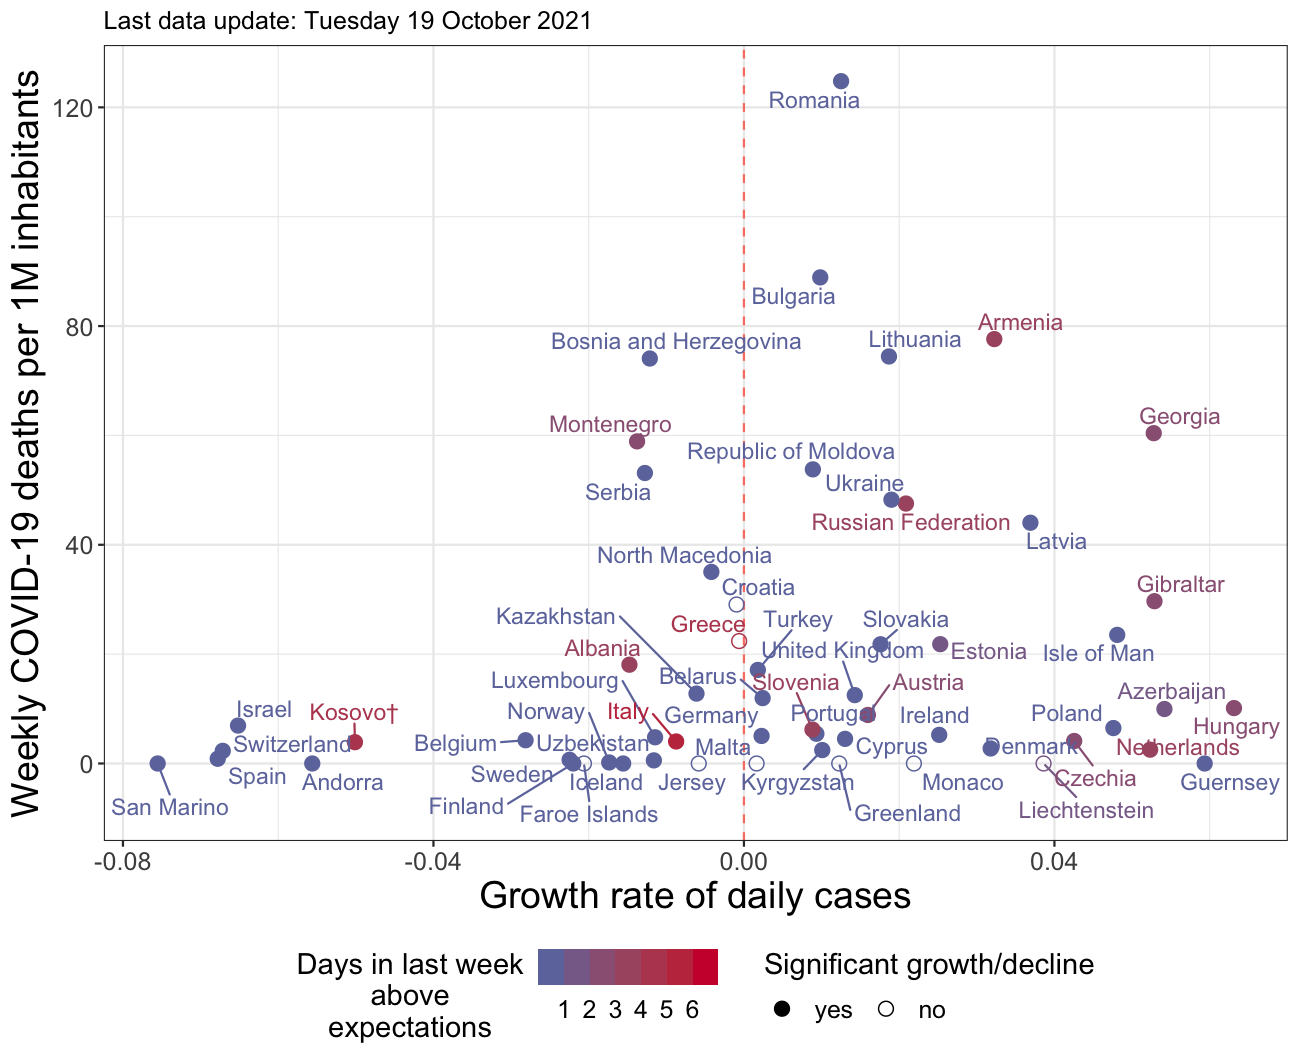 Last data update: Tuesday 19 October 2021
Weekly COVID-19 deaths per 1M inhabitants
120
80
40
0
Romania
Bulgaria
Armenia
Bosnia and Herzegovina
Lithuania
Georgia
Montenegro
Republic of Moldova
Ukraine
Serbia
Russian Federation
Latvia
North Macedonia
Croatia
Gibraltar
Kazakhstan
Greece
Turkey
Slovakia
Albania
United Kingdom
Estonia
Isle of Man
Luxembourg
Belarus
Slovenia
Austria
Azerbaijan
Israel
Kosovo†
Norway
Italy
Germany
Portugal
Ireland
Poland
Hungary
Switzerland
Belgium
Uzbekistan
Malta
Cyprus
Denmark
Netherlands
Spain
Andorra
Sweden
Iceland
Jersey
Kyrgyzstan
Monaco
Czechia
Guernsey
San Marino
Finland
Faroe Islands
Greenland
Liechtenstein
-0.08 -0.04 0.00 0.04
Growth rate of daily cases
Days in last week
above
expectations
1 2 3 4 5 6
Significant growth/decline
yes no